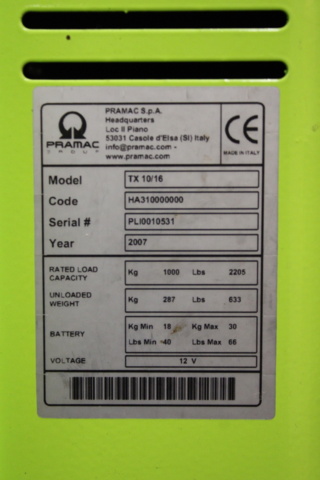 PRAMAC
GROUP
PRAMAC S.p.A.
Headquarters
Loc Il Piano
53031 Casole d'Elsa (SI) Italy
info@pramac.com -
www.pramac.com
CE
MADE IN ITALY
Model TX 10/16
Code HA310000000
Serial # PLI0010531
Year 2007
RATED LOAD CAPACITY Kg 1000 Lbs 2205
UNLOADED WEIGHT Kg 287 Lbs 633
BATTERY Kg Min 18 Kg Max 30
Lbs Min 40 Lbs Max 66
VOLTAGE 12 V